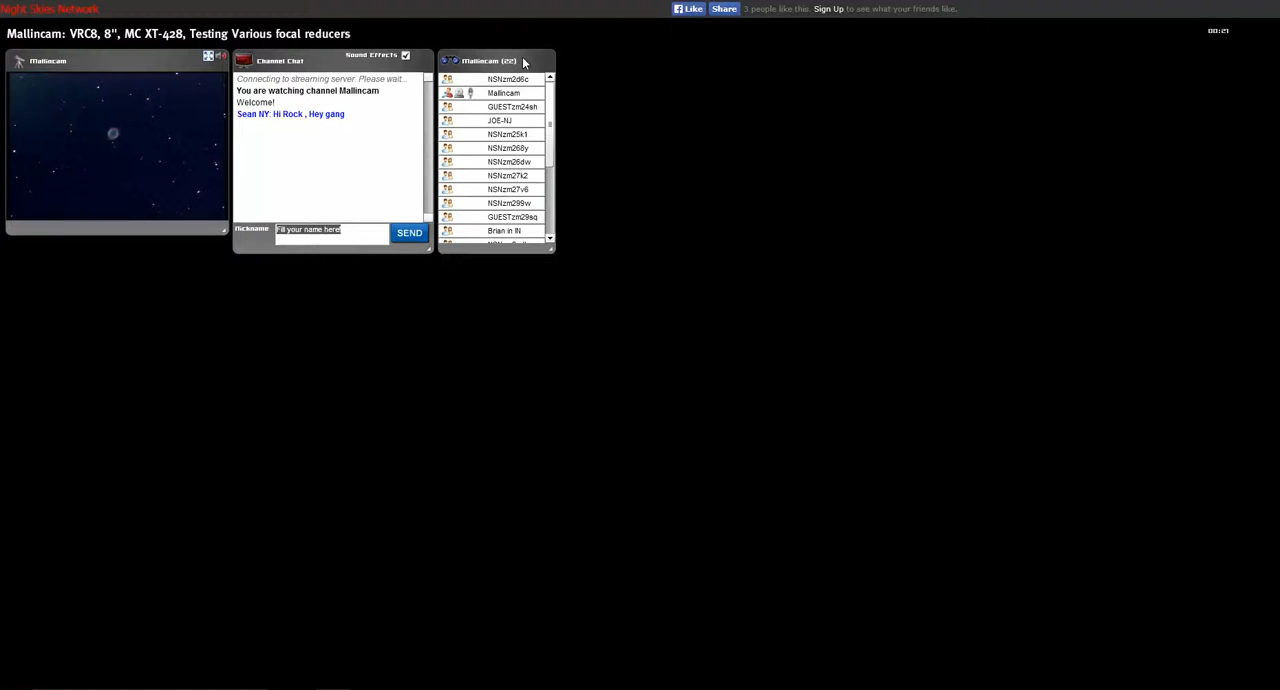 Night Skies Network
Like Share 3 people like this. Sign Up to see what your friends like.
Mallincam: VRC8, 8", MC XT-428, Testing Various focal reducers
00:21
Mallincam
Channel Chat Sound Effects
Connecting to streaming server. Please wait...
You are watching channel Mallincam
Welcome!
Sean NY: Hi Rock , Hey gang
Nickname Fill your name here! SEND
Mallincam (22)
NSNzm2d6c
Mallincam
GUESTzm24sh
JOE-NJ
NSNzm25k1
NSNzm268y
NSNzm26dw
NSNzm27k2
NSNzm27v6
NSNzm299w
GUESTzm29sq
Brian in IN